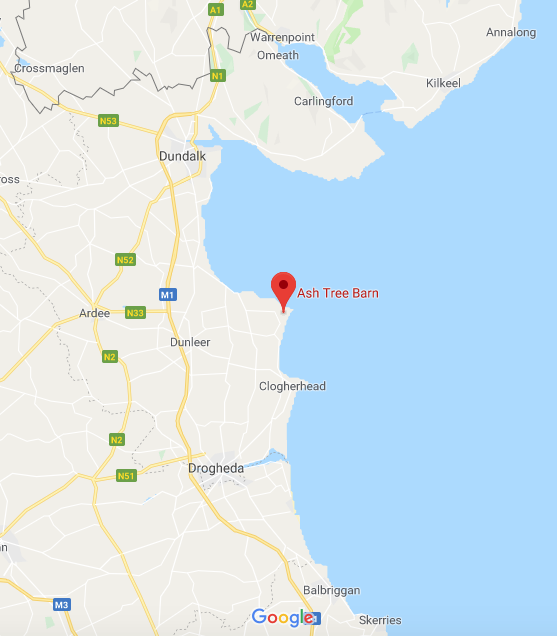 A1
A2
Warrenpoint
Omeath
Annalong
Crossmaglen
N1
Kilkeel
Carlingford
N53
Dundalk
ross
N52
M1
Ash Tree Barn
Ardee
N33
Dunleer
N2
Clogherhead
N2
Drogheda
N51
n
Balbriggan
M3
Google
Skerries